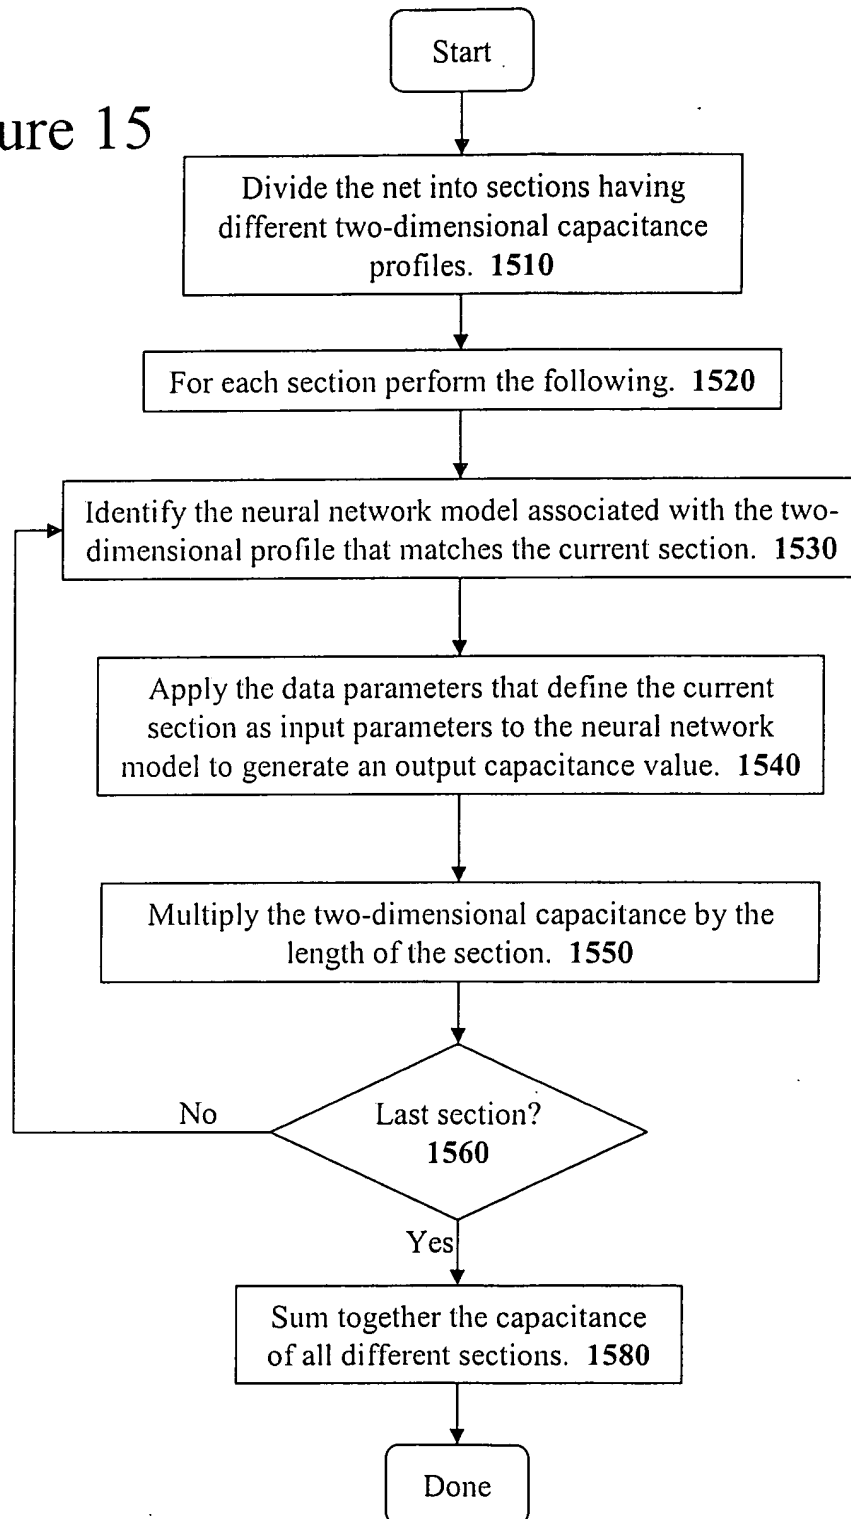 Start
ure 15
Divide the net into sections having
different two-dimensional capacitance
profiles. 1510
For each section perform the following. 1520
Identify the neural network model associated with the two-
dimensional profile that matches the current section. 1530
Apply the data parameters that define the current
section as input parameters to the neural network
model to generate an output capacitance value. 1540
Multiply the two-dimensional capacitance by the
length of the section. 1550
No
Last section?
1560
Yes
Sum together the capacitance
of all different sections. 1580
Done